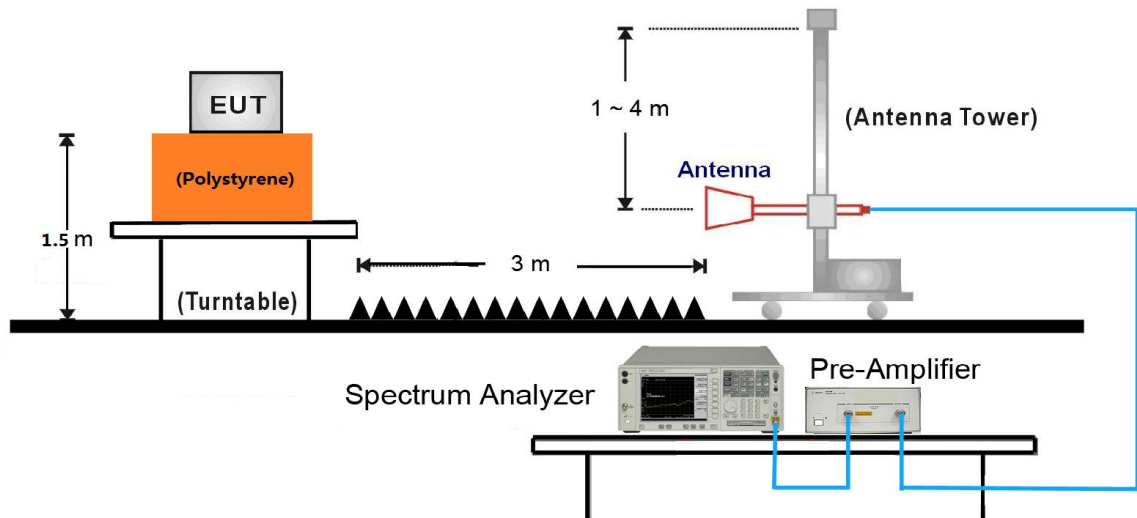 EUT
1 ~ 4 m
(Antenna Tower)
Antenna
(Polystyrene)
1.5 m
3 m
(Turntable)
Spectrum Analyzer
Pre-Amplifier